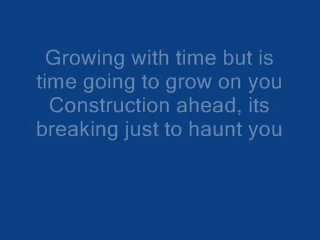 Growing with time but is
time going to grow on you
Construction ahead, its
breaking just to haunt you